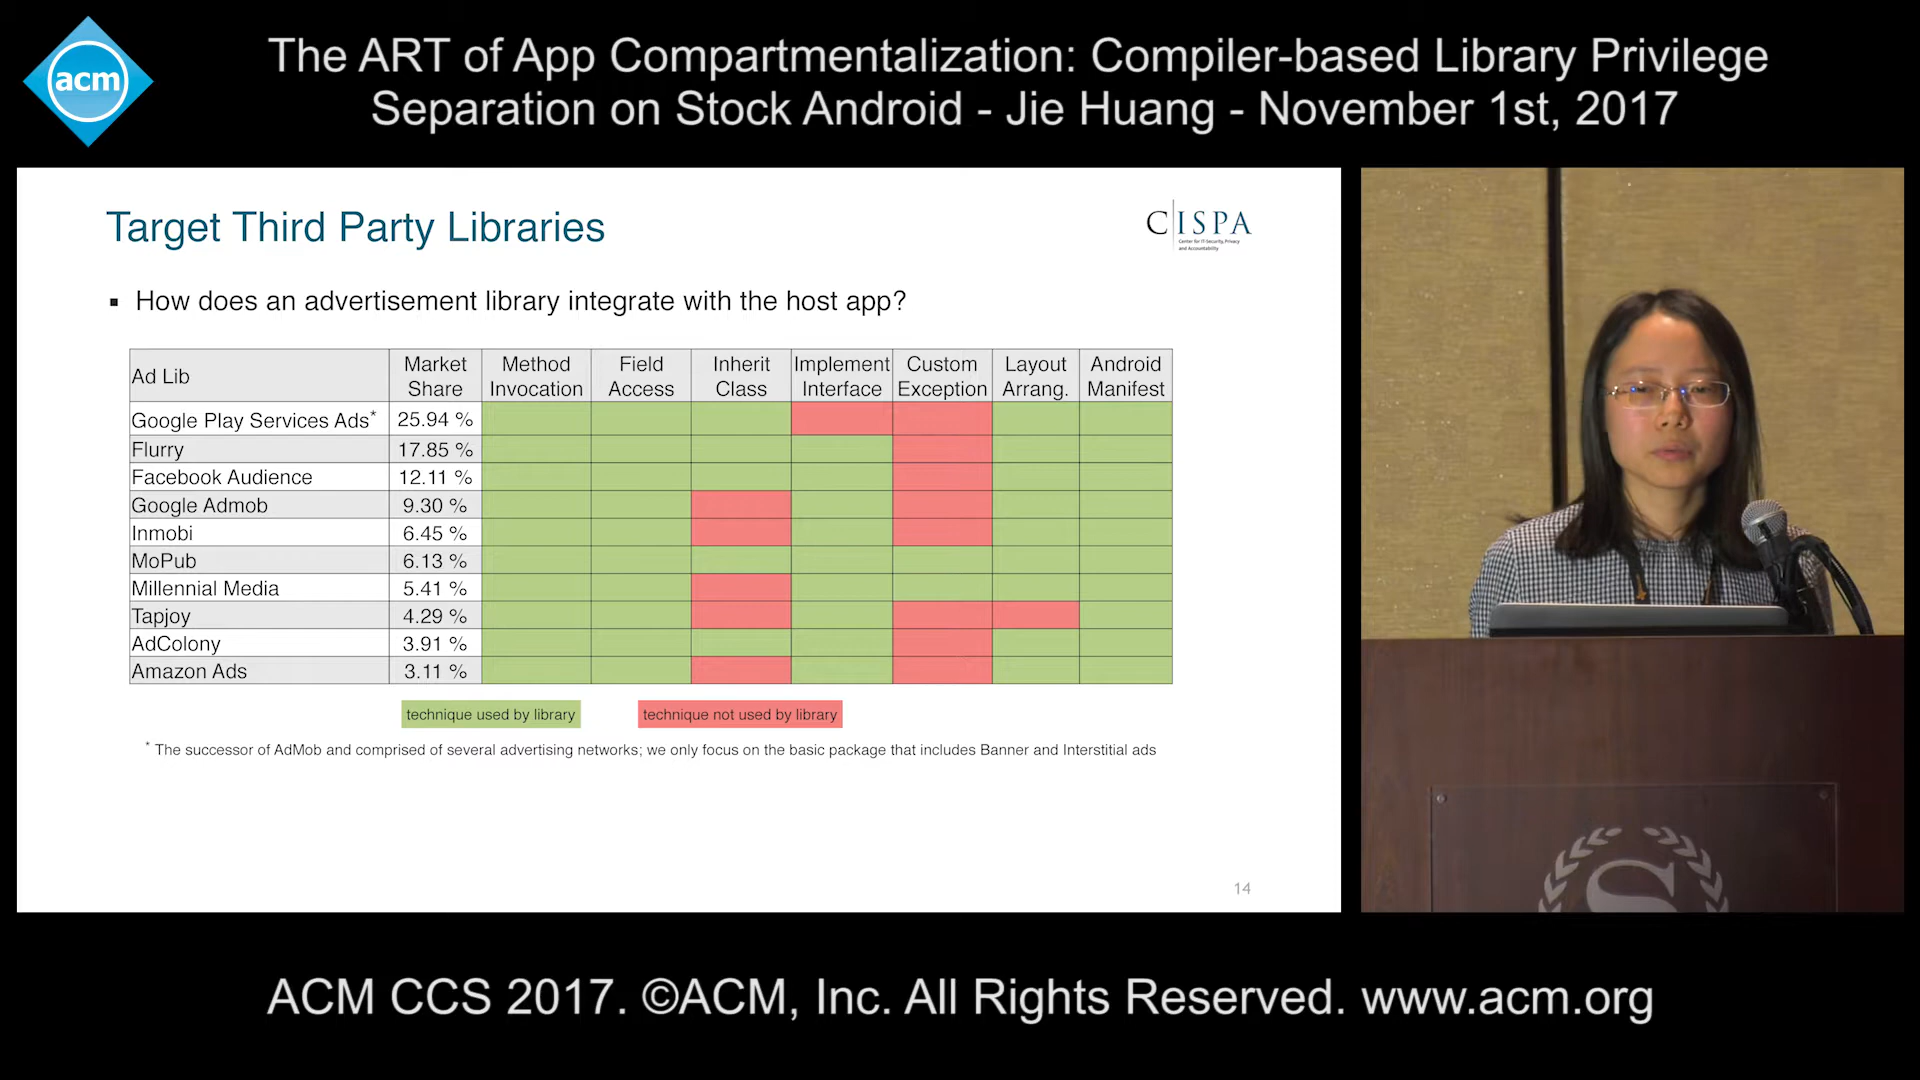 acm
The ART of App Compartmentalization: Compiler-based Library Privilege
Separation on Stock Android - Jie Huang - November 1st, 2017
Target Third Party Libraries
CISPA
Center for IT-Security, Privacy
and Accountability
▪ How does an advertisement library integrate with the host app?
Ad Lib Market Share Method Invocation Field Access Inherit Class Implement Interface Custom Exception Layout Arrang. Android Manifest
Google Play Services Ads* 25.94 %
Flurry 17.85 %
Facebook Audience 12.11 %
Google Admob 9.30 %
Inmobi 6.45 %
MoPub 6.13 %
Millennial Media 5.41 %
Tapjoy 4.29 %
AdColony 3.91 %
Amazon Ads 3.11 %
technique used by library technique not used by library
* The successor of AdMob and comprised of several advertising networks; we only focus on the basic package that includes Banner and Interstitial ads
14
S
ACM CCS 2017. ©ACM, Inc. All Rights Reserved. www.acm.org